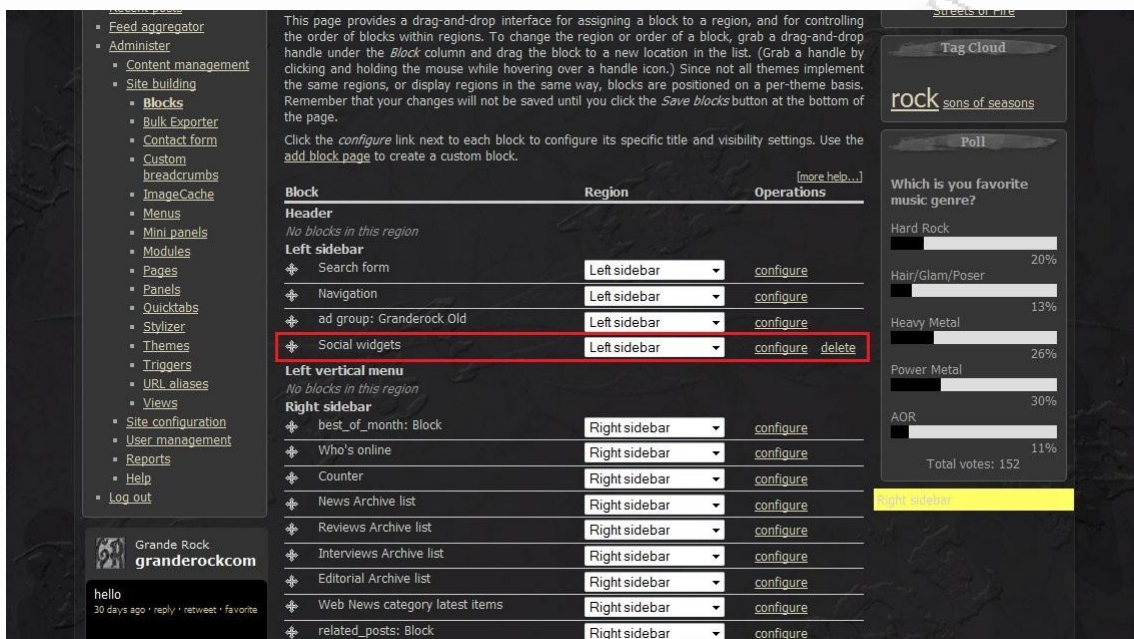 Recent posts
Feed aggregator
Administer
Content management
Site building
Blocks
Bulk Exporter
Contact form
Custom
breadcrumbs
ImageCache
Menus
Mini panels
Modules
Pages
Panels
Quicktabs
Stylizer
Themes
Triggers
URL aliases
Views
Site configuration
User management
Reports
Help
Log out
Grande Rock
granderockcom
hello
30 days ago · reply · retweet · favorite
This page provides a drag-and-drop interface for assigning a block to a region, and for controlling
the order of blocks within regions. To change the region or order of a block, grab a drag-and-drop
handle under the Block column and drag the block to a new location in the list. (Grab a handle by
clicking and holding the mouse while hovering over a handle icon.) Since not all themes implement
the same regions, or display regions in the same way, blocks are positioned on a per-theme basis.
Remember that your changes will not be saved until you click the Save blocks button at the bottom of
the page.
Click the configure link next to each block to configure its specific title and visibility settings. Use the
add block page to create a custom block.
[more help...]
Block Region Operations
Header
No blocks in this region
Left sidebar
Search form Left sidebar configure
Navigation Left sidebar configure
ad group: Granderock Old Left sidebar configure
Social widgets Left sidebar configure delete
Left vertical menu
No blocks in this region
Right sidebar
best_of_month: Block Right sidebar configure
Who's online Right sidebar configure
Counter Right sidebar configure
News Archive list Right sidebar configure
Reviews Archive list Right sidebar configure
Interviews Archive list Right sidebar configure
Editorial Archive list Right sidebar configure
Web News category latest items Right sidebar configure
related_posts: Block Right sidebar configure
Streets of Fire
Tag Cloud
rock sons of seasons
Poll
Which is you favorite
music genre?
Hard Rock
20%
Hair/Glam/Poser
13%
Heavy Metal
26%
Power Metal
30%
AOR
11%
Total votes: 152
Right sidebar